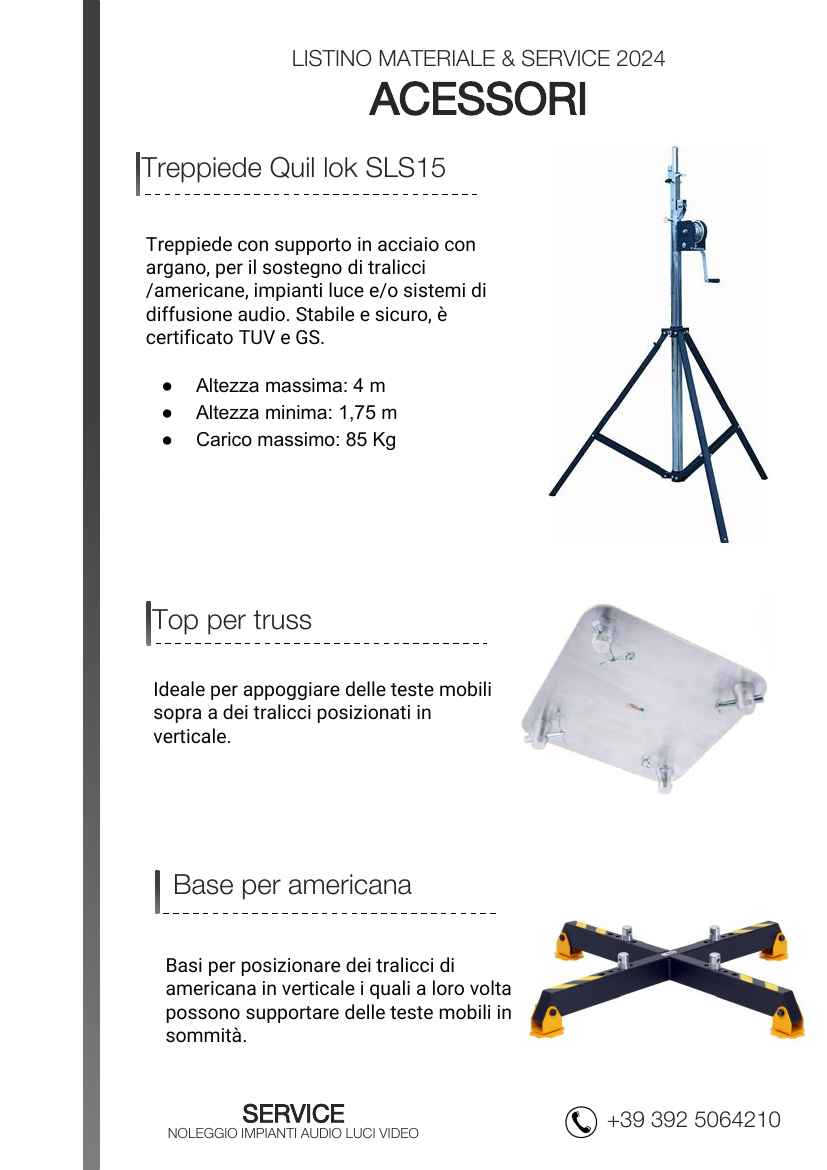 LISTINO MATERIALE & SERVICE 2024
ACESSORI
Treppiede Quil lok SLS15
Treppiede con supporto in acciaio con
argano, per il sostegno di tralicci
/americane, impianti luce e/o sistemi di
diffusione audio. Stabile e sicuro, è
certificato TUV e GS.
● Altezza massima: 4 m
● Altezza minima: 1,75 m
● Carico massimo: 85 Kg
Top per truss
Ideale per appoggiare delle teste mobili
sopra a dei tralicci posizionati in
verticale.
Base per americana
Basi per posizionare dei tralicci di
americana in verticale i quali a loro volta
possono supportare delle teste mobili in
sommità.
SERVICE
NOLEGGIO IMPIANTI AUDIO LUCI VIDEO
+39 392 5064210